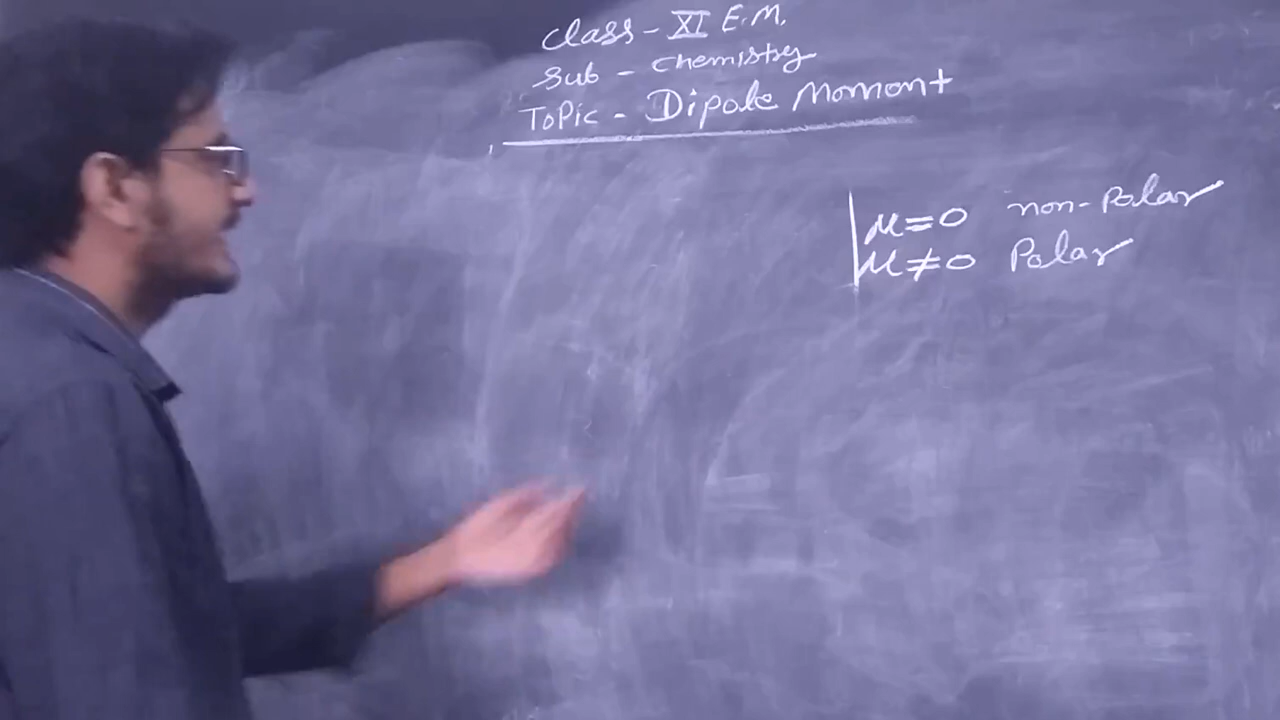 Class - XI E.M.
Sub - Chemistry
Topic - Dipole Moment
μ=0 non-Polar
μ≠0 Polar